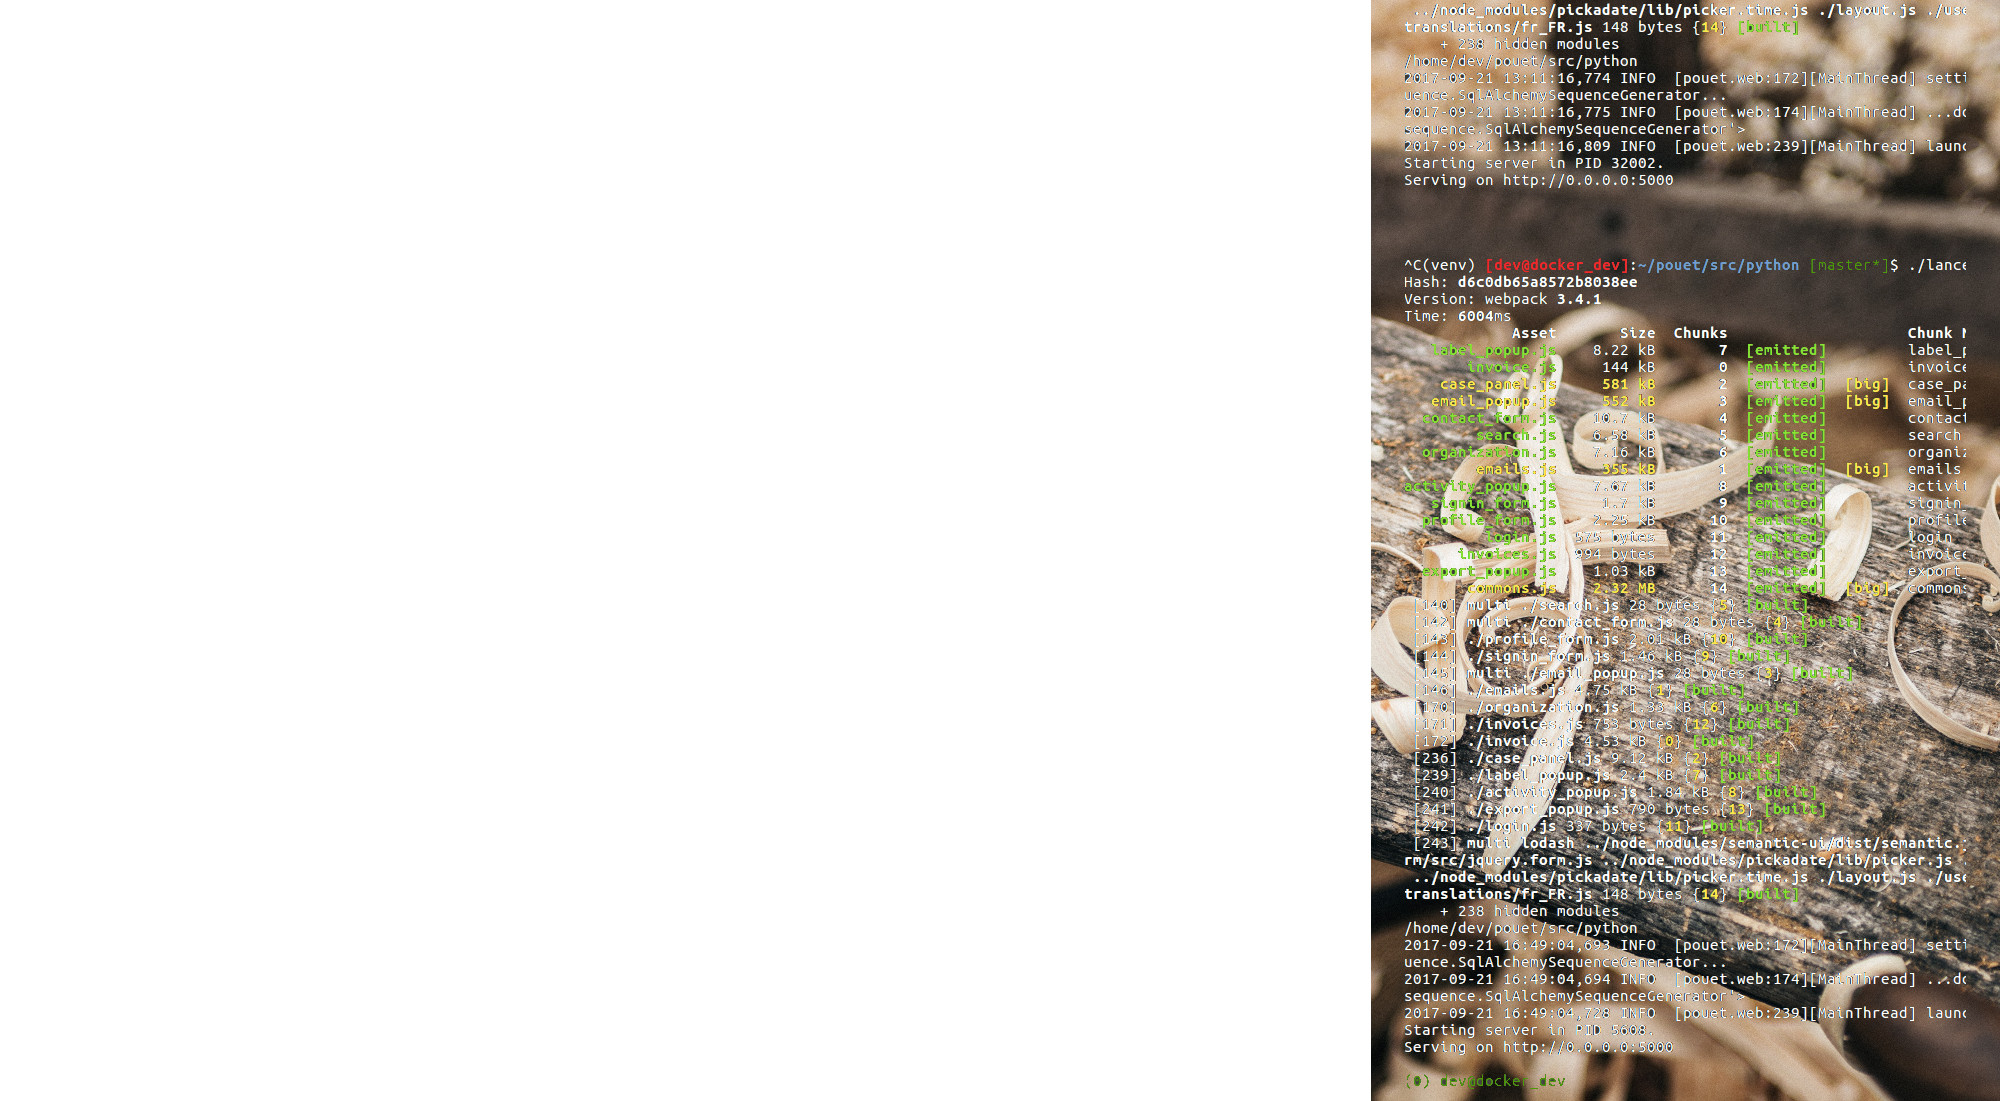 ../node_modules/pickadate/lib/picker.time.js ./layout.js ./use
translations/fr_FR.js 148 bytes {14} [built]
+ 238 hidden modules
/home/dev/pouet/src/python
2017-09-21 13:11:16,774 INFO [pouet.web:172][MainThread] setti
uence.SqlAlchemySequenceGenerator...
2017-09-21 13:11:16,775 INFO [pouet.web:174][MainThread] ...do
sequence.SqlAlchemySequenceGenerator'>
2017-09-21 13:11:16,809 INFO [pouet.web:239][MainThread] launc
Starting server in PID 32002.
Serving on http://0.0.0.0:5000
^C(venv) [dev@docker_dev]:~/pouet/src/python [master*]$ ./lance
Hash: d6c0db65a8572b8038ee
Version: webpack 3.4.1
Time: 6004ms
Asset Size Chunks Chunk N
label_popup.js 8.22 kB 7 [emitted] label_p
invoice.js 144 kB 0 [emitted] invoice
case_panel.js 581 kB 2 [emitted] [big] case_pa
email_popup.js 552 kB 3 [emitted] [big] email_p
contact_form.js 10.7 kB 4 [emitted] contact
search.js 6.58 kB 5 [emitted] search
organization.js 7.16 kB 6 [emitted] organiz
emails.js 355 kB 1 [emitted] [big] emails
activity_popup.js 7.67 kB 8 [emitted] activit
signin_form.js 1.7 kB 9 [emitted] signin_
profile_form.js 2.25 kB 10 [emitted] profile
login.js 575 bytes 11 [emitted] login
invoices.js 994 bytes 12 [emitted] invoice
export_popup.js 1.03 kB 13 [emitted] export_
commons.js 2.32 MB 14 [emitted] [big] commons
[140] multi ./search.js 28 bytes {5} [built]
[142] multi ./contact_form.js 28 bytes {4} [built]
[143] ./profile_form.js 2.01 kB {10} [built]
[144] ./signin_form.js 1.46 kB {9} [built]
[145] multi ./email_popup.js 28 bytes {3} [built]
[146] ./emails.js 4.75 kB {1} [built]
[170] ./organization.js 1.33 kB {6} [built]
[171] ./invoices.js 753 bytes {12} [built]
[172] ./invoice.js 4.53 kB {0} [built]
[236] ./case_panel.js 9.12 kB {2} [built]
[239] ./label_popup.js 2.4 kB {7} [built]
[240] ./activity_popup.js 1.84 kB {8} [built]
[241] ./export_popup.js 790 bytes {13} [built]
[242] ./login.js 337 bytes {11} [built]
[243] multi lodash ../node_modules/semantic-ui/dist/semantic.j
rm/src/jquery.form.js ../node_modules/pickadate/lib/picker.js .
../node_modules/pickadate/lib/picker.time.js ./layout.js ./use
translations/fr_FR.js 148 bytes {14} [built]
+ 238 hidden modules
/home/dev/pouet/src/python
2017-09-21 16:49:04,693 INFO [pouet.web:172][MainThread] setti
uence.SqlAlchemySequenceGenerator...
2017-09-21 16:49:04,694 INFO [pouet.web:174][MainThread] ...do
sequence.SqlAlchemySequenceGenerator'>
2017-09-21 16:49:04,728 INFO [pouet.web:239][MainThread] launc
Starting server in PID 5608.
Serving on http://0.0.0.0:5000
(0) dev@docker_dev